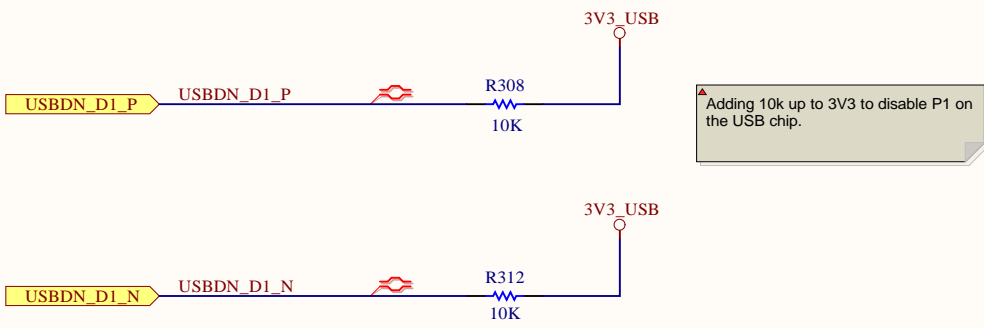 3V3_USB
USBDN_D1_P
USBDN_D1_P
R308
10K
Adding 10k up to 3V3 to disable P1 on
the USB chip.
3V3_USB
USBDN_D1_N
USBDN_D1_N
R312
10K